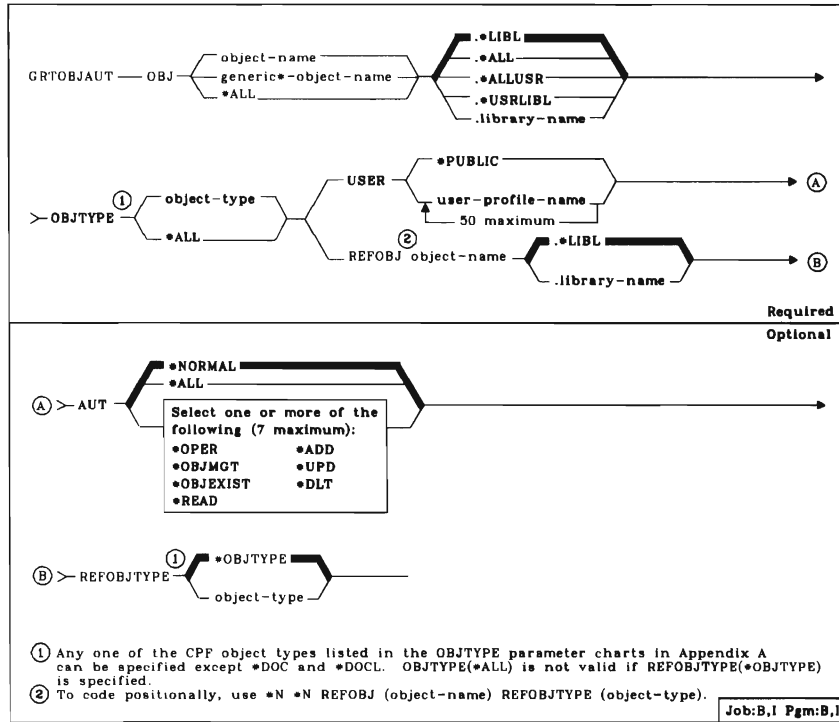 .*LIBL
object-name
.*ALL
GRTOBJAUT OBJ generic*-object-name .*ALLUSR
*ALL
.*USRLIBL
.library-name
*PUBLIC
USER
A
1
object-type
user-profile-name
OBJTYPE
50 maximum
*ALL
2
.*LIBL
REFOBJ object-name
B
.library-name
Required
Optional
*NORMAL
*ALL
A AUT
Select one or more of the
following (7 maximum):
*OPER *ADD
*OBJMGT *UPD
*OBJEXIST *DLT
*READ
1
*OBJTYPE
B REFOBJTYPE
object-type
1 Any one of the CPF object types listed in the OBJTYPE parameter charts in Appendix A
can be specified except *DOC and *DOCL. OBJTYPE(*ALL) is not valid if REFOBJTYPE(*OBJTYPE)
is specified.
2 To code positionally, use *N *N REFOBJ (object-name) REFOBJTYPE (object-type).
Job:B,I Pgm:B,I